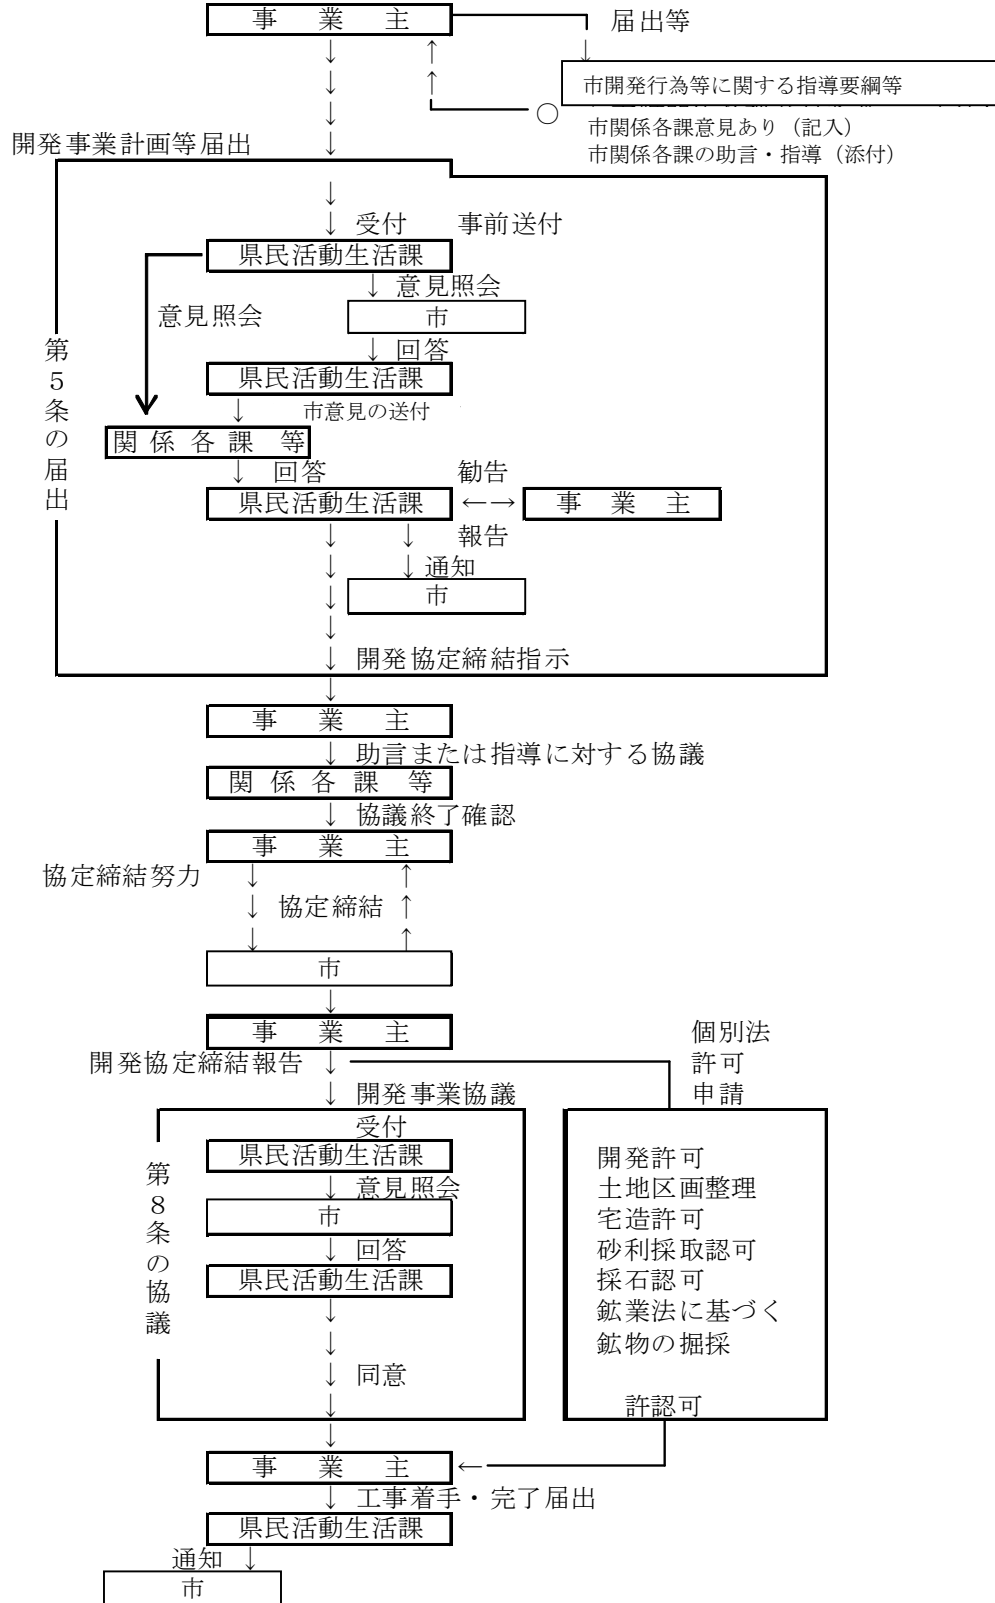 事業主
届出等
市開発行為等に関する指導要綱等
市関係各課意見あり（記入）
市関係各課の助言・指導（添付）
開発事業計画等届出
受付　事前送付
県民活動生活課
意見照会
意見照会
市
回答
県民活動生活課
市意見の送付
第5条の届出
関係各課等
回答
勧告
県民活動生活課
←→
事業主
報告
通知
市
開発協定締結指示
事業主
助言または指導に対する協議
関係各課等
協議終了確認
事業主
協定締結努力
協定締結
市
事業主
開発協定締結報告
個別法
許可
申請
開発事業協議
第8条の協議
受付
県民活動生活課
意見照会
市
回答
県民活動生活課
同意
開発許可
土地区画整理
宅造許可
砂利採取認可
採石認可
鉱業法に基づく
鉱物の掘採
許認可
事業主
工事着手・完了届出
県民活動生活課
通知
市